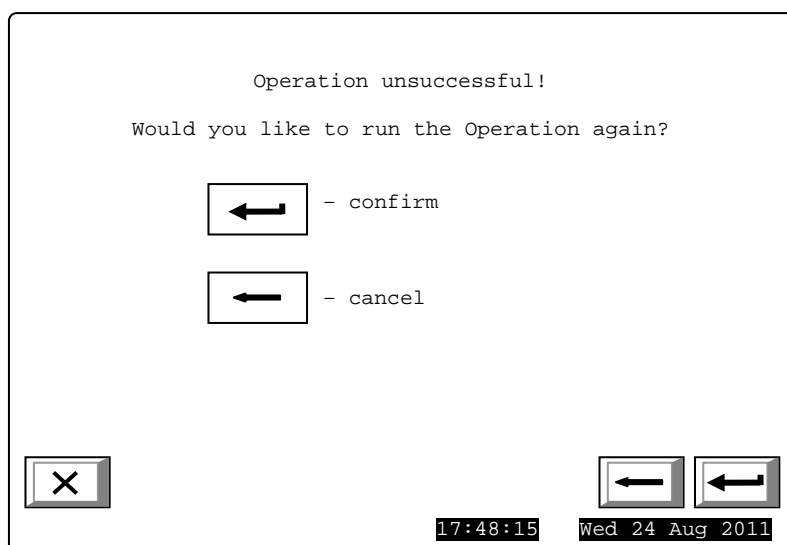 Operation unsuccessful!
Would you like to run the Operation again?
- confirm
- cancel
17:48:15 Wed 24 Aug 2011